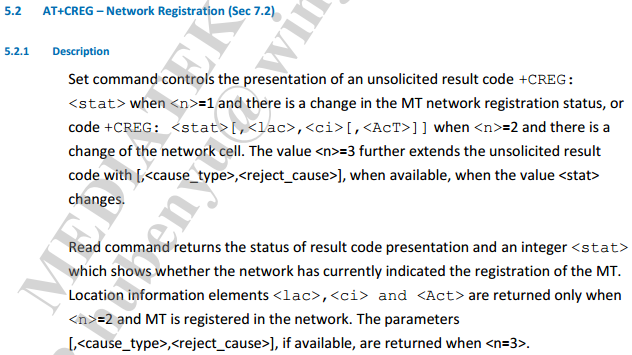 5.2 AT+CREG – Network Registration (Sec 7.2)
5.2.1 Description
Set command controls the presentation of an unsolicited result code +CREG:
<stat> when <n>=1 and there is a change in the MT network registration status, or
code +CREG: <stat>[,<lac>,<ci>[,<AcT>]] when <n>=2 and there is a
change of the network cell. The value <n>=3 further extends the unsolicited result
code with [,<cause_type>,<reject_cause>], when available, when the value <stat>
changes.
Read command returns the status of result code presentation and an integer <stat>
which shows whether the network has currently indicated the registration of the MT.
Location information elements <lac>,<ci> and <Act> are returned only when
<n>=2 and MT is registered in the network. The parameters
[,<cause_type>,<reject_cause>], if available, are returned when <n=3>.
MEDIATEK
hubenyu@win